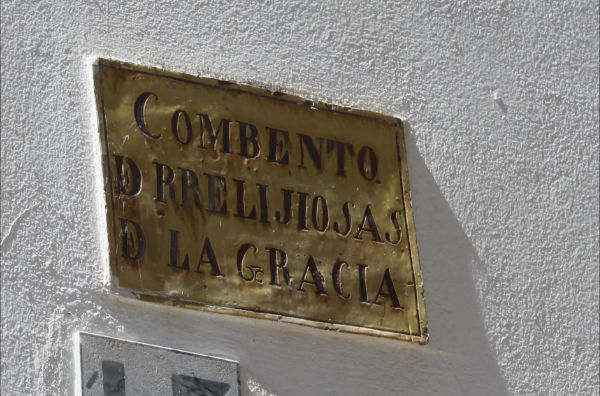 COMBENTO
D RRELIJIOSAS
D LA GRACIA